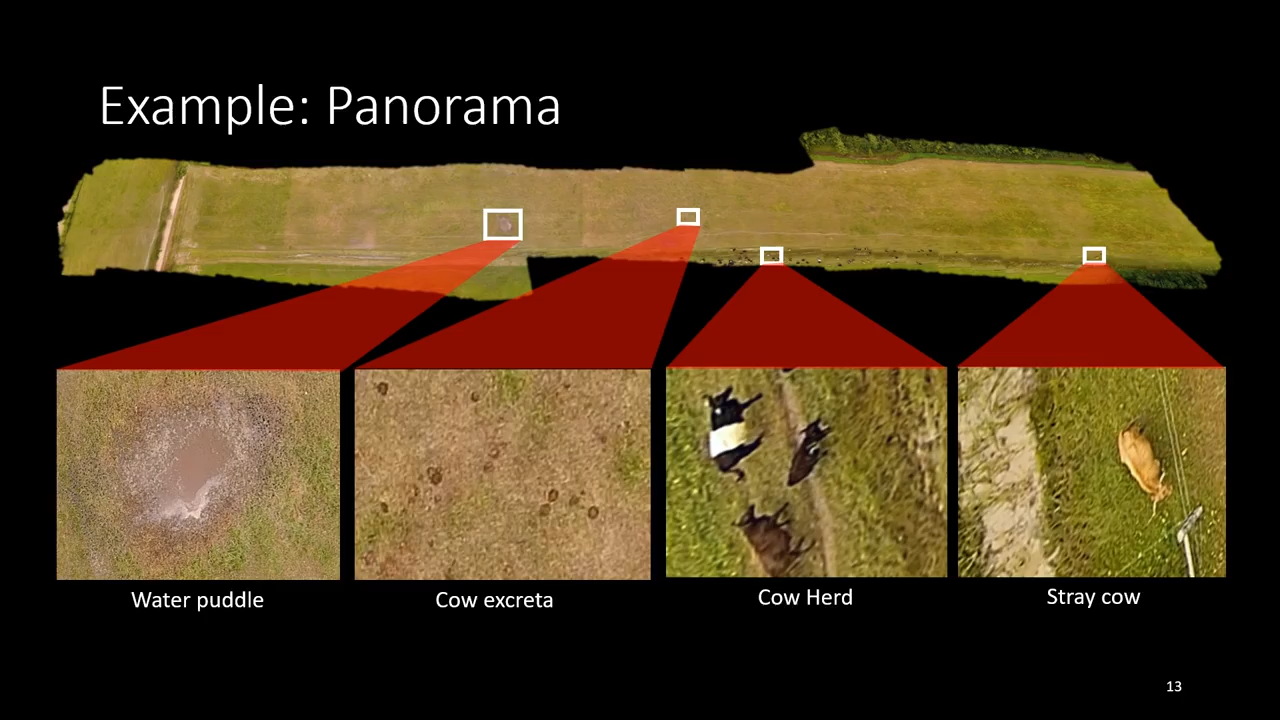 Example: Panorama
Water puddle
Cow excreta
Cow Herd
Stray cow
13